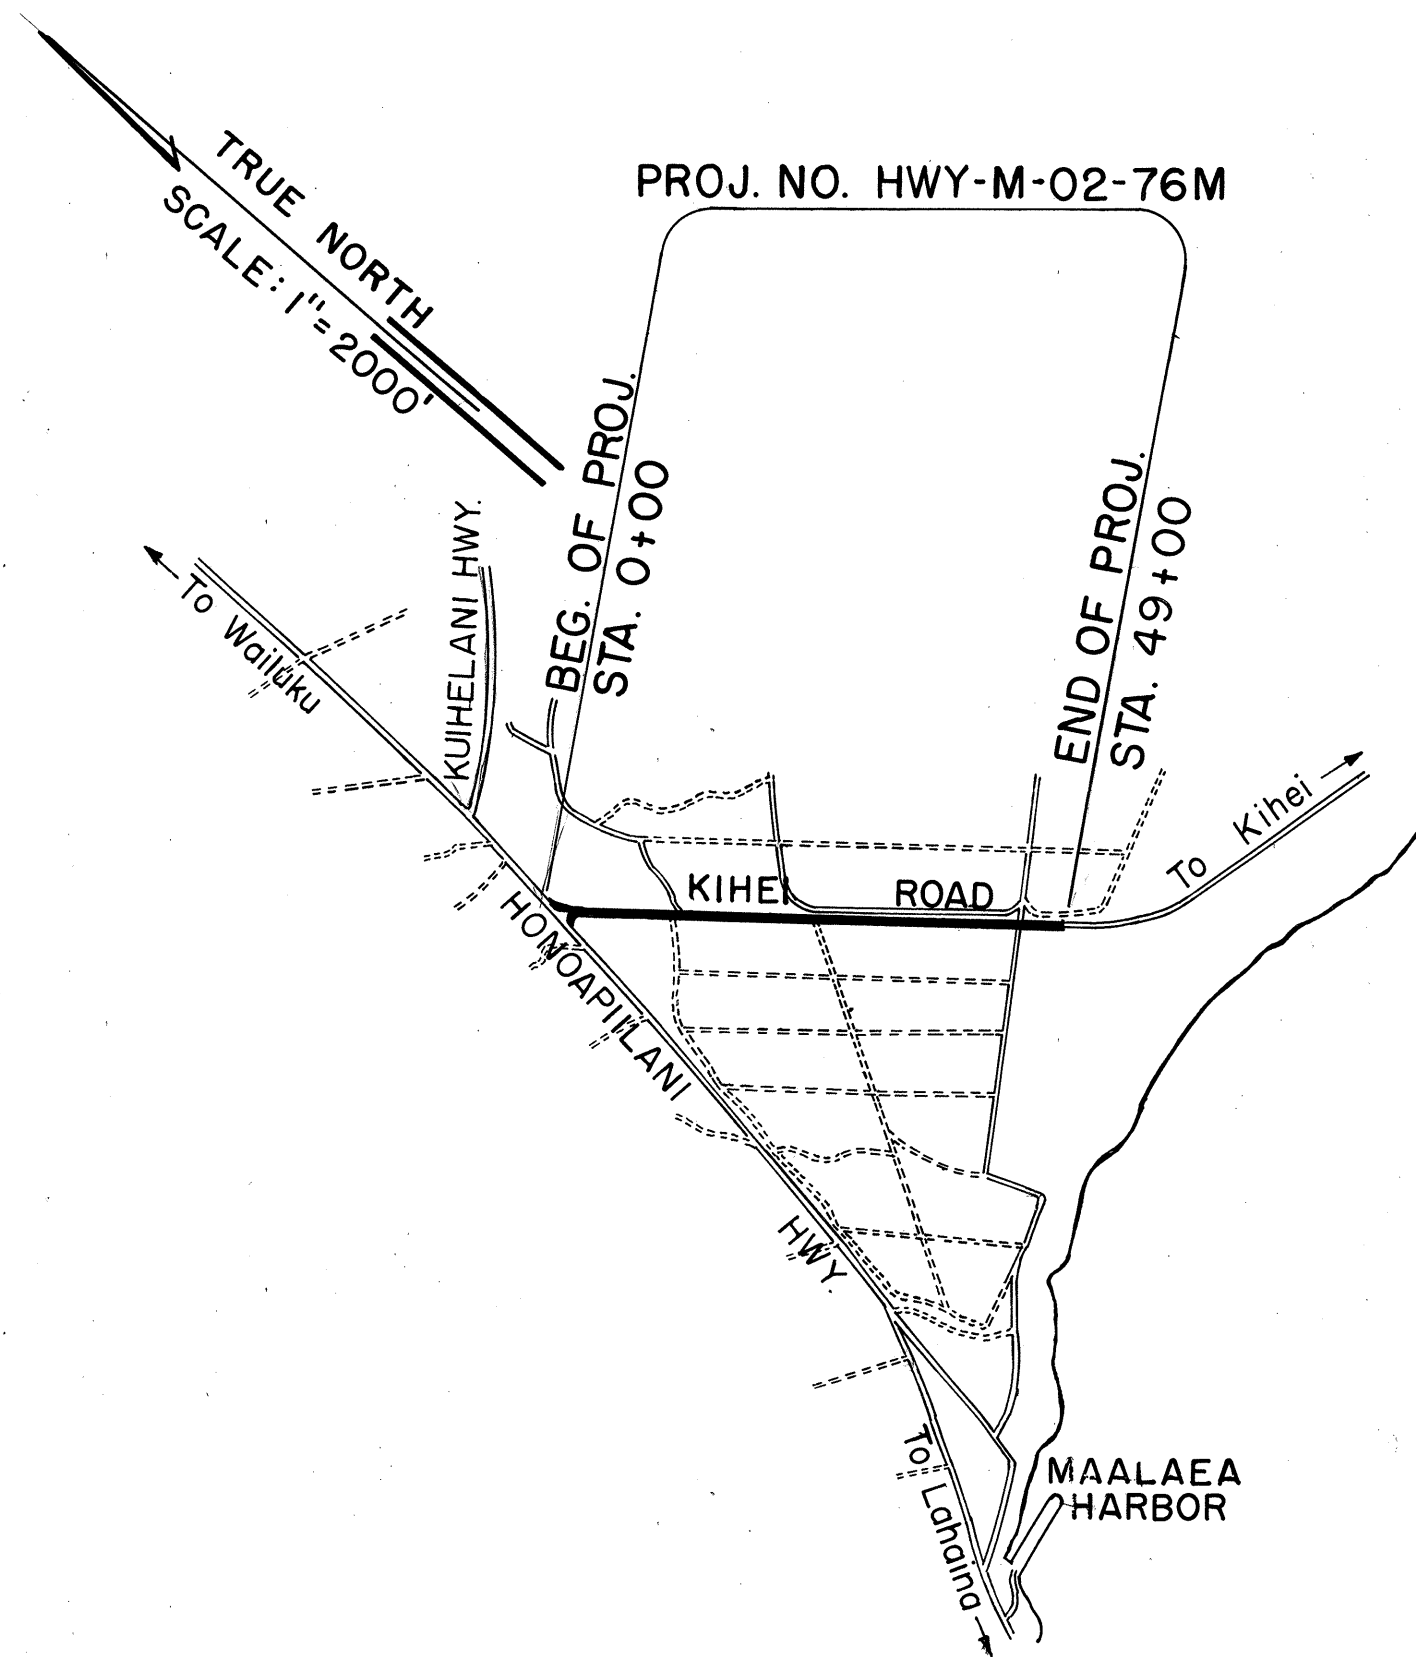 TRUE NORTH
SCALE: 1" = 2000'
PROJ. NO. HWY-M-02-76M
BEG. OF PROJ.
STA. 0+00
END OF PROJ.
STA. 49+00
KUIHELANI HWY.
To Wailuku
To Kihei
KIHEI ROAD
HONOAPIILANI HWY.
To Lahaina
MAALAEA
HARBOR